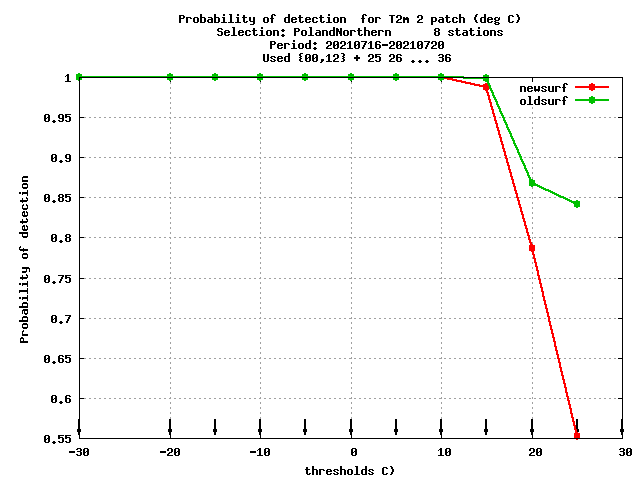 Probability of detection  for T2m 2 patch (deg C)
Selection: PolandNorthern      8 stations
Period: 20210716-20210720
Used {00,12} + 25 26 ... 36
newsurf
oldsurf
1
0.95
0.9
0.85
0.8
0.75
0.7
0.65
0.6
0.55
Probability of detection
-30 -20 -10 0 10 20 30
thresholds C)